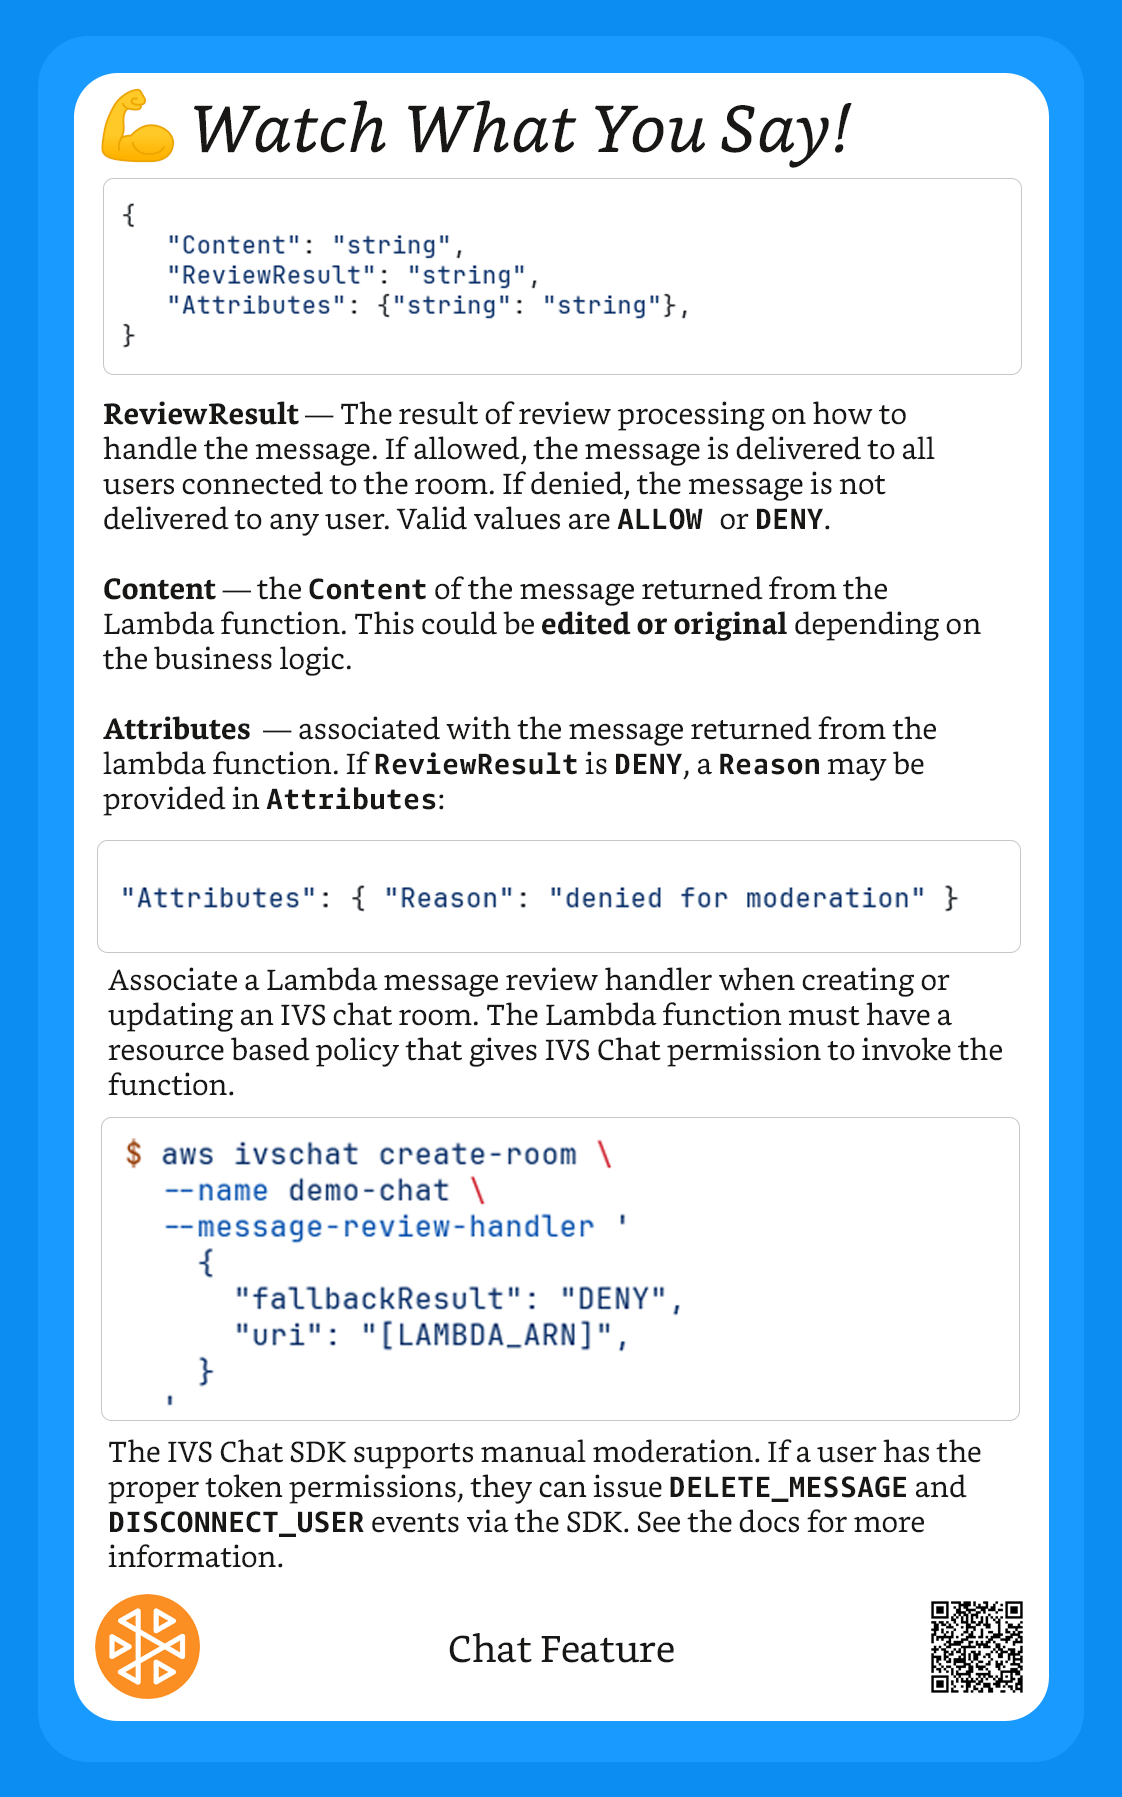 Watch What You Say!
{
"Content": "string",
"ReviewResult": "string",
"Attributes": {"string": "string"},
}
ReviewResult — The result of review processing on how to
handle the message. If allowed, the message is delivered to all
users connected to the room. If denied, the message is not
delivered to any user. Valid values are ALLOW or DENY.
Content — the Content of the message returned from the
Lambda function. This could be edited or original depending on
the business logic.
Attributes — associated with the message returned from the
lambda function. If ReviewResult is DENY, a Reason may be
provided in Attributes:
"Attributes": { "Reason": "denied for moderation" }
Associate a Lambda message review handler when creating or
updating an IVS chat room. The Lambda function must have a
resource based policy that gives IVS Chat permission to invoke the
function.
$ aws ivschat create-room \
--name demo-chat \
--message-review-handler '
{
"fallbackResult": "DENY",
"uri": "[LAMBDA_ARN]",
}
'
The IVS Chat SDK supports manual moderation. If a user has the
proper token permissions, they can issue DELETE_MESSAGE and
DISCONNECT_USER events via the SDK. See the docs for more
information.
Chat Feature